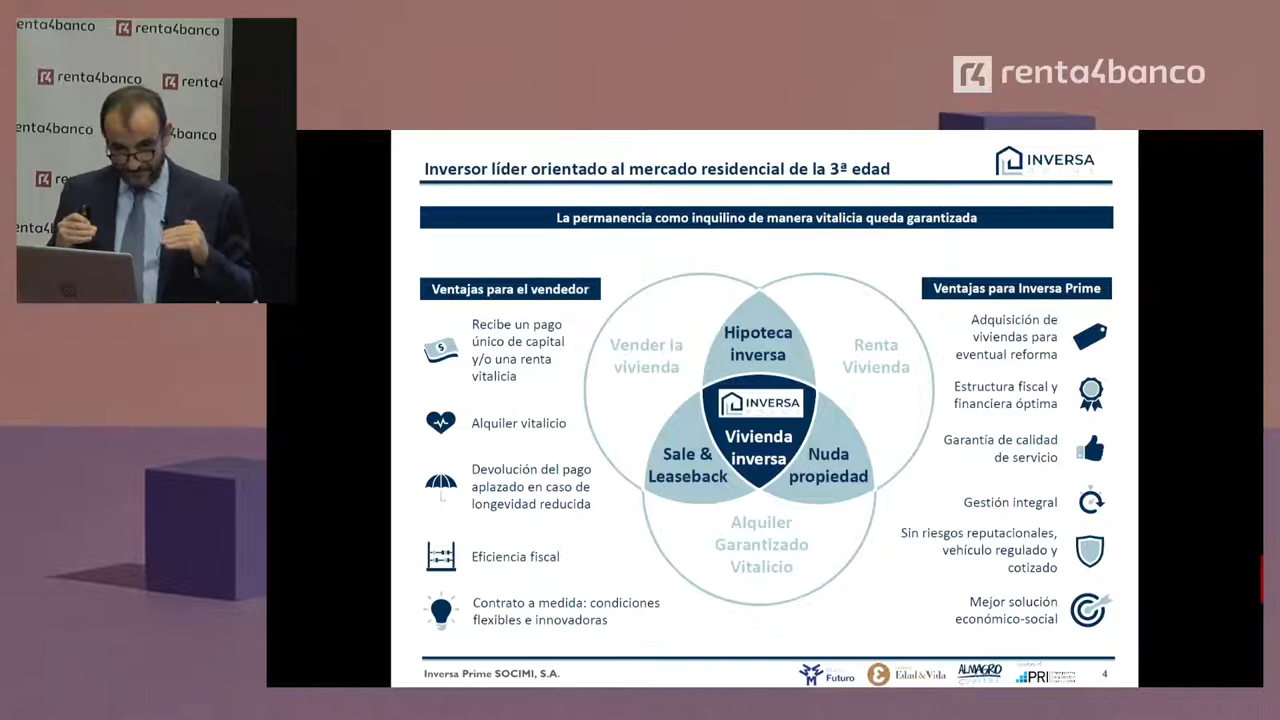 enta4banco
renta4banco
renta4banco
renta4
enta4banco
4banco
renta4banco
Inversor líder orientado al mercado residencial de la 3ª edad
INVERSA
La permanencia como inquilino de manera vitalicia queda garantizada
Ventajas para el vendedor
Recibe un pago
único de capital
y/o una renta
vitalicia
Alquiler vitalicio
Devolución del pago
aplazado en caso de
longevidad reducida
Eficiencia fiscal
Contrato a medida: condiciones
flexibles e innovadoras
Vender la
vivienda
Hipoteca
inversa
Renta
Vivienda
INVERSA
Vivienda
inversa
Sale &
Leaseback
Nuda
propiedad
Alquiler
Garantizado
Vitalicio
Ventajas para Inversa Prime
Adquisición de
viviendas para
eventual reforma
Estructura fiscal y
financiera óptima
Garantía de calidad
de servicio
Gestión integral
Sin riesgos reputacionales,
vehículo regulado y
cotizado
Mejor solución
económico-social
Inversa Prime SOCIMI, S.A.
Futuro
Edad&Vida
ALMAGRO
PRI
4